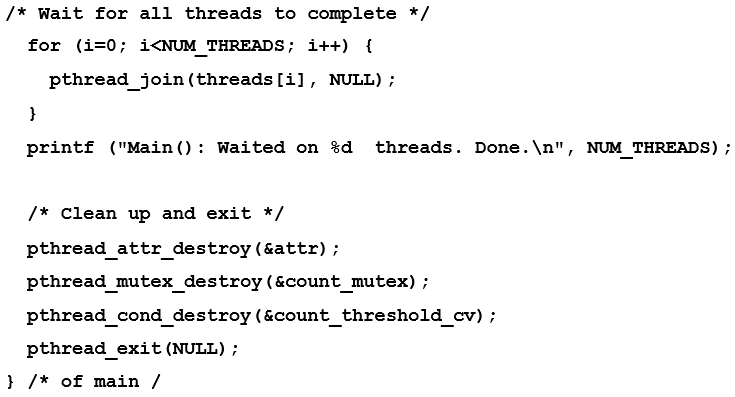 /* Wait for all threads to complete */
for (i=0; i<NUM_THREADS; i++) {
pthread_join(threads[i], NULL);
}
printf ("Main(): Waited on %d  threads. Done.\n", NUM_THREADS);
/* Clean up and exit */
pthread_attr_destroy(&attr);
pthread_mutex_destroy(&count_mutex);
pthread_cond_destroy(&count_threshold_cv);
pthread_exit(NULL);
} /* of main /